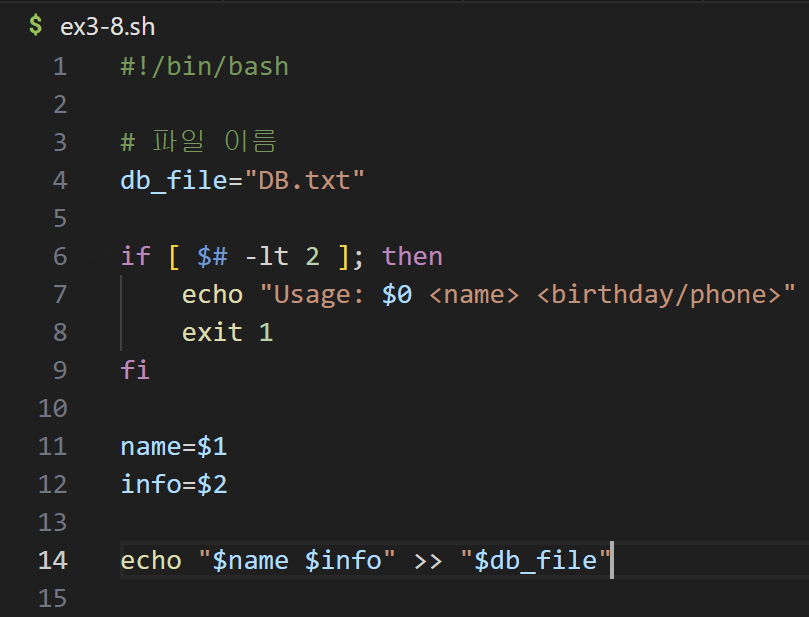 $ ex3-8.sh
1 #!/bin/bash
2
3 # 파일 이름
4 db_file="DB.txt"
5
6 if [ $# -lt 2 ]; then
7 echo "Usage: $0 <name> <birthday/phone>"
8 exit 1
9 fi
10
11 name=$1
12 info=$2
13
14 echo "$name $info" >> "$db_file"
15